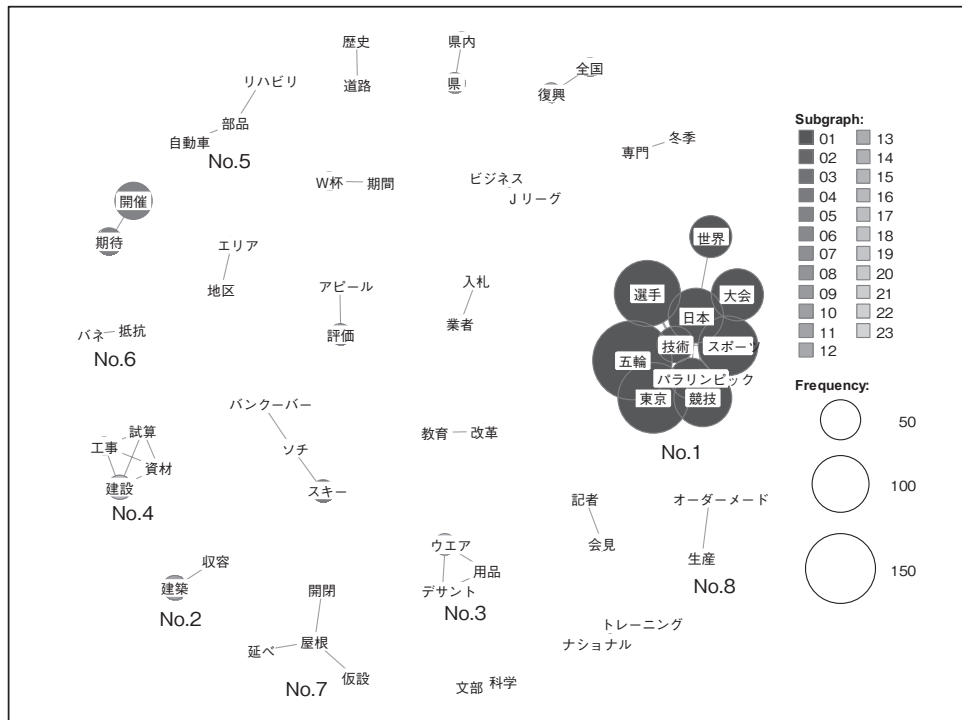 歴史
道路
県内
県
全国
復興
リハビリ
部品
自動車
No.5
専門
冬季
W杯
期間
ビジネス
Jリーグ
開催
期待
エリア
地区
アピール
評価
入札
業者
バネ
抵抗
No.6
世界
選手
大会
日本
技術
スポーツ
五輪
パラリンピック
東京
競技
No.1
バンクーバー
ソチ
スキー
教育
改革
試算
工事
資材
建設
No.4
記者
会見
オーダーメード
生産
No.8
収容
建築
No.2
ウエア
用品
デサント
No.3
開閉
屋根
延べ
仮設
No.7
トレーニング
ナショナル
文部
科学
Subgraph:
01 13
02 14
03 15
04 16
05 17
06 18
07 19
08 20
09 21
10 22
11 23
12
Frequency:
50
100
150